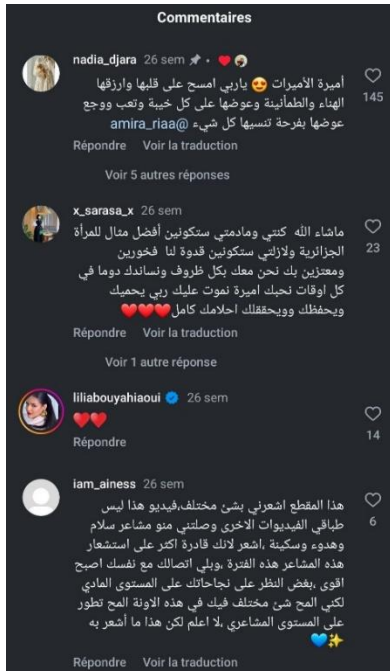 Commentaires
nadia_djara 26 sem
أميرة الأميرات 😍 ياربي امسح على قلبها وارزقها
الهناء والطمأنينة وعوضها على كل خيبة وتعب ووجع
عوضها بفرحة تنسيها كل شيء @amira_riaa
145
Répondre Voir la traduction
Voir 5 autres réponses
x_sarasa_x 26 sem
ماشاء الله كنتي ومادمتي ستكونين أفضل مثال للمرأة
الجزائرية ولازلتي ستكونين قدوة لنا فخورين
ومعتزين بك نحن معك بكل ظروف ونساندك دوما في
كل اوقات نحبك اميرة نموت عليك ربي يحميك
ويحفظك وويحققلك احلامك كامل❤️❤️❤️
23
Répondre Voir la traduction
Voir 1 autre réponse
liliabouyahiaoui 26 sem
❤️❤️
14
Répondre
iam_ainess 26 sem
هذا المقطع اشعرني بشئ مختلف،فيديو هذا ليس
طباقي الفيديوات الاخرى وصلتني منو مشاعر سلام
وهدوء وسكينة ،اشعر لانك قادرة اكثر على استشعار
هذه المشاعر هذه الفترة ،وبلي اتصالك مع نفسك اصبح
اقوى ،بغض النظر على نجاحاتك على المستوى المادي
لكني المح شئ مختلف فيك في هذه الاونة المح تطور
على المستوى المشاعري ،لا اعلم لكن هذا ما أشعر به
✨💙
6
Répondre Voir la traduction